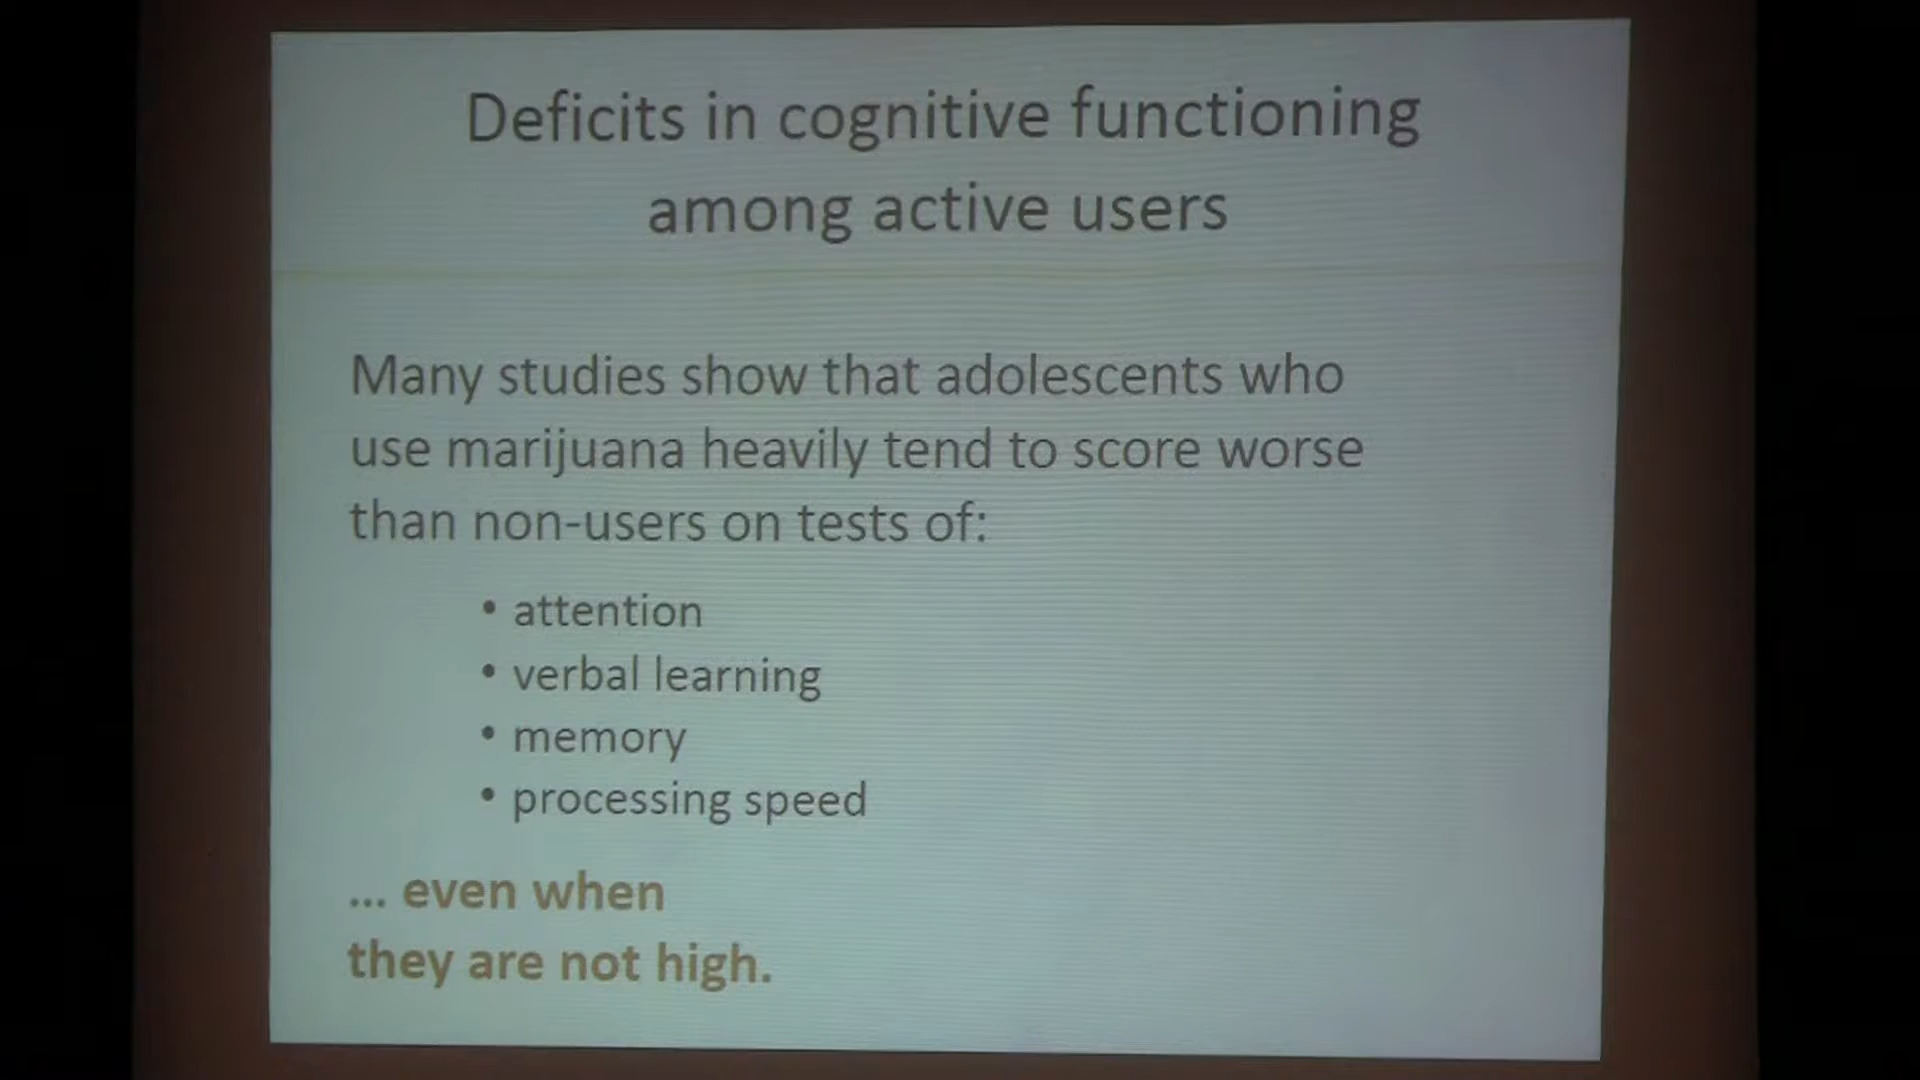 Deficits in cognitive functioning
among active users
Many studies show that adolescents who
use marijuana heavily tend to score worse
than non-users on tests of:
• attention
• verbal learning
• memory
• processing speed
... even when
they are not high.